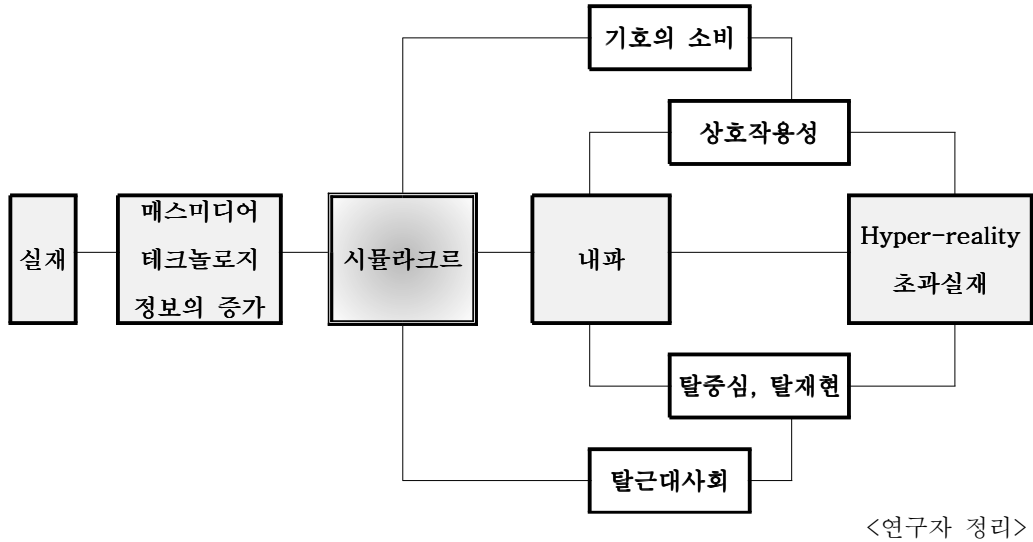 기호의 소비
상호작용성
실재
매스미디어
테크놀로지
정보의 증가
시뮬라크르
내파
Hyper-reality
초과실재
탈중심, 탈재현
탈근대사회
<연구자 정리>